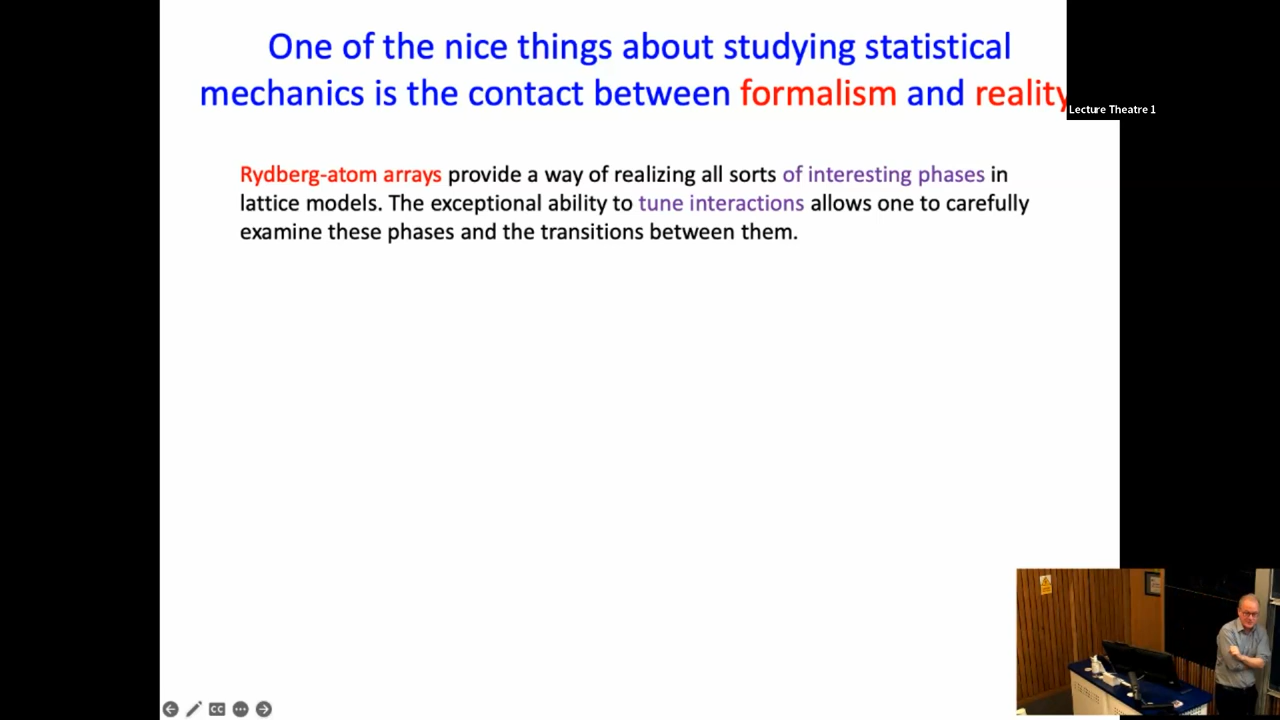 One of the nice things about studying statistical
mechanics is the contact between formalism and reality
Lecture Theatre 1
Rydberg-atom arrays provide a way of realizing all sorts of interesting phases in
lattice models. The exceptional ability to tune interactions allows one to carefully
examine these phases and the transitions between them.
CC